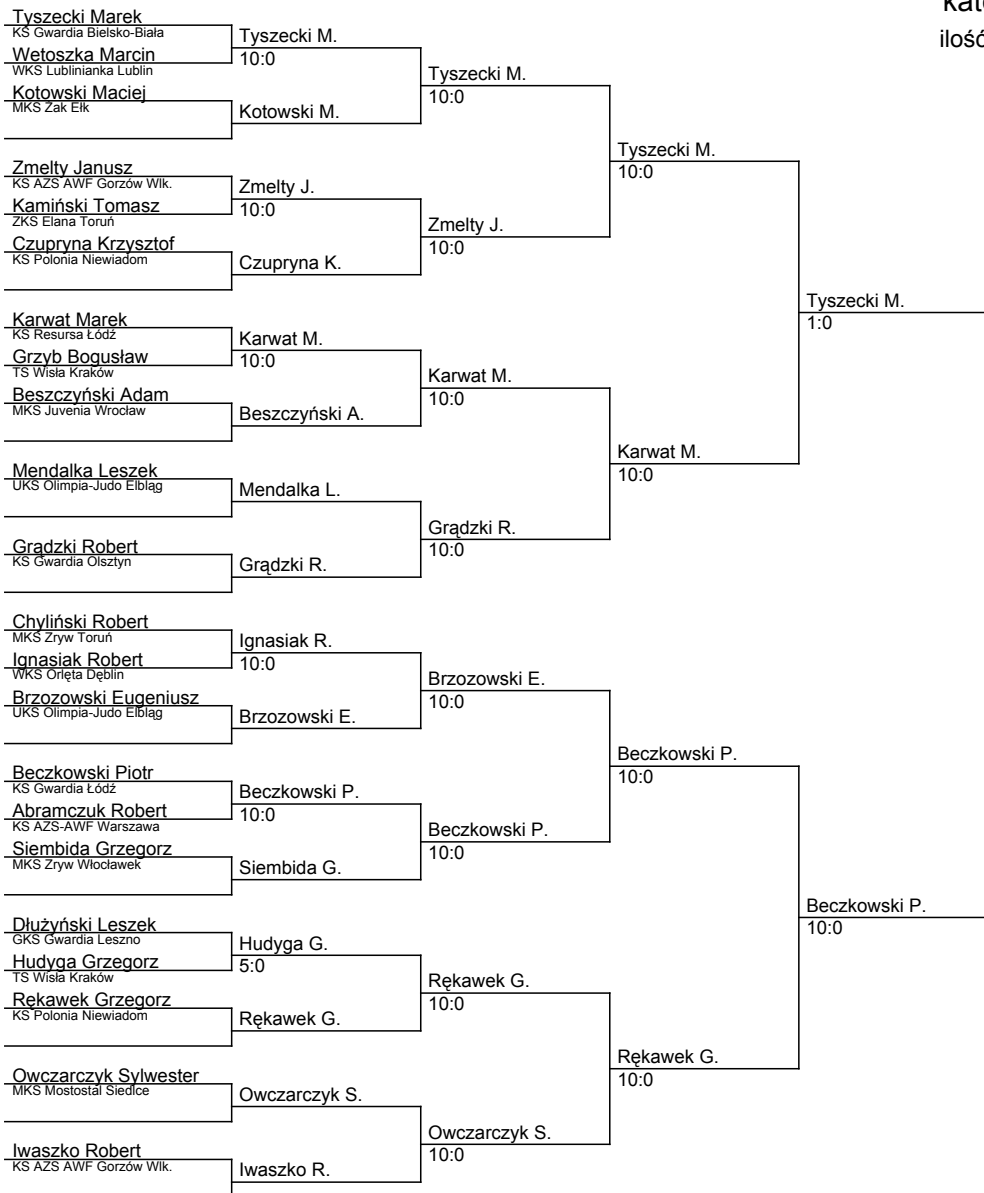 kat
ilość
Tyszecki Marek
KS Gwardia Bielsko-Biała
Wetoszka Marcin
WKS Lublinianka Lublin
Kotowski Maciej
MKS Żak Ełk
Zmelty Janusz
KS AZS AWF Gorzów Wlk.
Kamiński Tomasz
ZKS Elana Toruń
Czupryna Krzysztof
KS Polonia Niewiadom
Karwat Marek
KS Resursa Łódź
Grzyb Bogusław
TS Wisła Kraków
Beszczyński Adam
MKS Juvenia Wrocław
Mendalka Leszek
UKS Olimpia-Judo Elbląg
Grądzki Robert
KS Gwardia Olsztyn
Chyliński Robert
MKS Zryw Toruń
Ignasiak Robert
WKS Orlęta Dęblin
Brzozowski Eugeniusz
UKS Olimpia-Judo Elbląg
Beczkowski Piotr
KS Gwardia Łódź
Abramczuk Robert
KS AZS-AWF Warszawa
Siembida Grzegorz
MKS Zryw Włocławek
Dłużyński Leszek
GKS Gwardia Leszno
Hudyga Grzegorz
TS Wisła Kraków
Rękawek Grzegorz
KS Polonia Niewiadom
Owczarczyk Sylwester
MKS Mostostal Siedlce
Iwaszko Robert
KS AZS AWF Gorzów Wlk.
Tyszecki M.
10:0
Kotowski M.
Zmelty J.
10:0
Czupryna K.
Karwat M.
10:0
Beszczyński A.
Mendalka L.
Grądzki R.
Ignasiak R.
10:0
Brzozowski E.
Beczkowski P.
10:0
Siembida G.
Hudyga G.
5:0
Rękawek G.
Owczarczyk S.
Iwaszko R.
Tyszecki M.
10:0
Zmelty J.
10:0
Karwat M.
10:0
Grądzki R.
10:0
Brzozowski E.
10:0
Beczkowski P.
10:0
Rękawek G.
10:0
Owczarczyk S.
10:0
Tyszecki M.
10:0
Karwat M.
10:0
Beczkowski P.
10:0
Rękawek G.
10:0
Tyszecki M.
1:0
Beczkowski P.
10:0